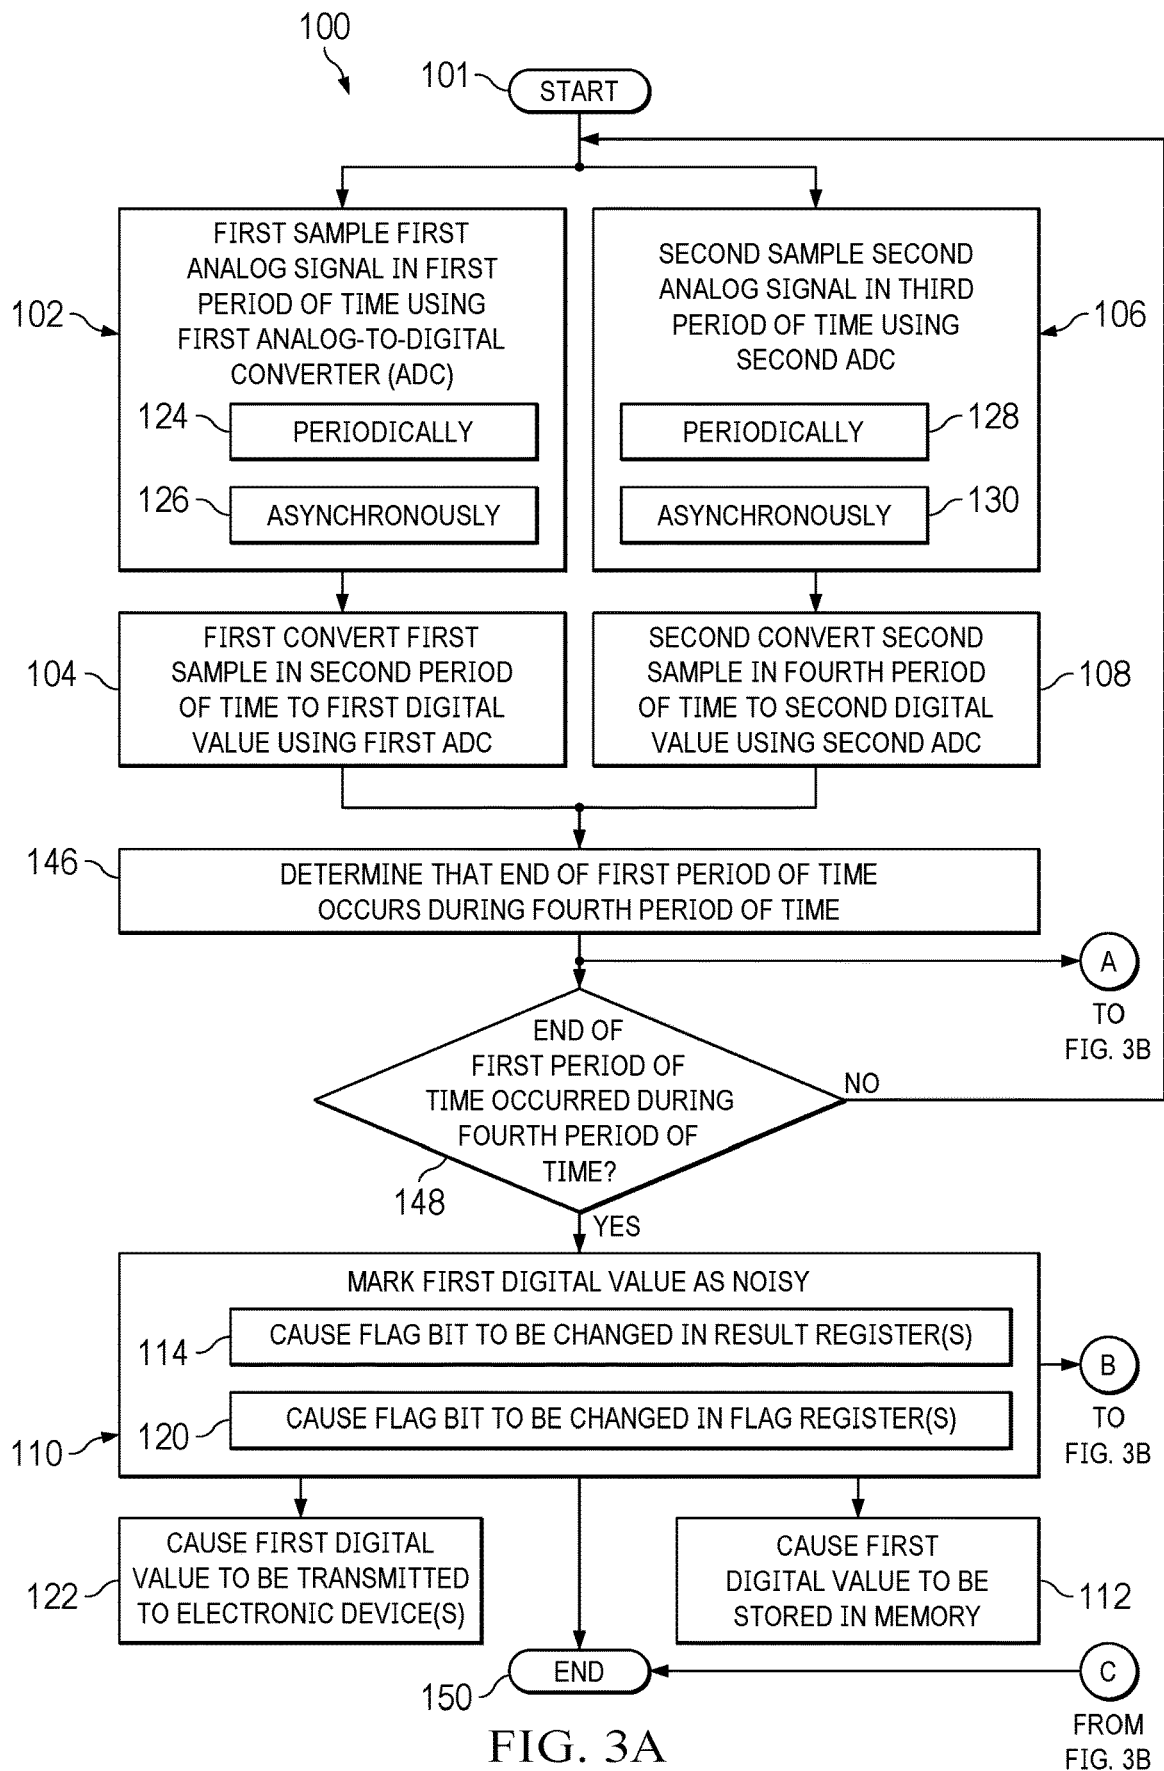 100
101
START
FIRST SAMPLE FIRST
ANALOG SIGNAL IN FIRST
PERIOD OF TIME USING
FIRST ANALOG-TO-DIGITAL
CONVERTER (ADC)
102
124
PERIODICALLY
126
ASYNCHRONOUSLY
SECOND SAMPLE SECOND
ANALOG SIGNAL IN THIRD
PERIOD OF TIME USING
SECOND ADC
106
PERIODICALLY
128
ASYNCHRONOUSLY
130
FIRST CONVERT FIRST
SAMPLE IN SECOND PERIOD
OF TIME TO FIRST DIGITAL
VALUE USING FIRST ADC
104
SECOND CONVERT SECOND
SAMPLE IN FOURTH PERIOD
OF TIME TO SECOND DIGITAL
VALUE USING SECOND ADC
108
146
DETERMINE THAT END OF FIRST PERIOD OF TIME
OCCURS DURING FOURTH PERIOD OF TIME
A
TO
FIG. 3B
END OF
FIRST PERIOD OF
TIME OCCURRED DURING
FOURTH PERIOD OF
TIME?
NO
148
YES
MARK FIRST DIGITAL VALUE AS NOISY
114
CAUSE FLAG BIT TO BE CHANGED IN RESULT REGISTER(S)
120
CAUSE FLAG BIT TO BE CHANGED IN FLAG REGISTER(S)
110
B
TO
FIG. 3B
CAUSE FIRST DIGITAL
VALUE TO BE TRANSMITTED
TO ELECTRONIC DEVICE(S)
122
CAUSE FIRST
DIGITAL VALUE TO BE
STORED IN MEMORY
112
END
150
C
FROM
FIG. 3B
FIG. 3A